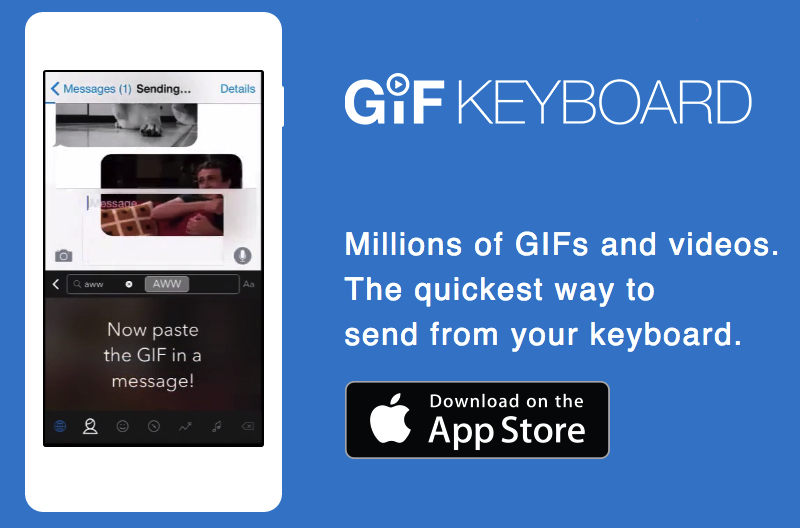 Messages (1) Sending... Details
Message
aww AWW Aa
Now paste
the GIF in a
message!
GiF KEYBOARD
Millions of GIFs and videos.
The quickest way to
send from your keyboard.
Download on the
App Store